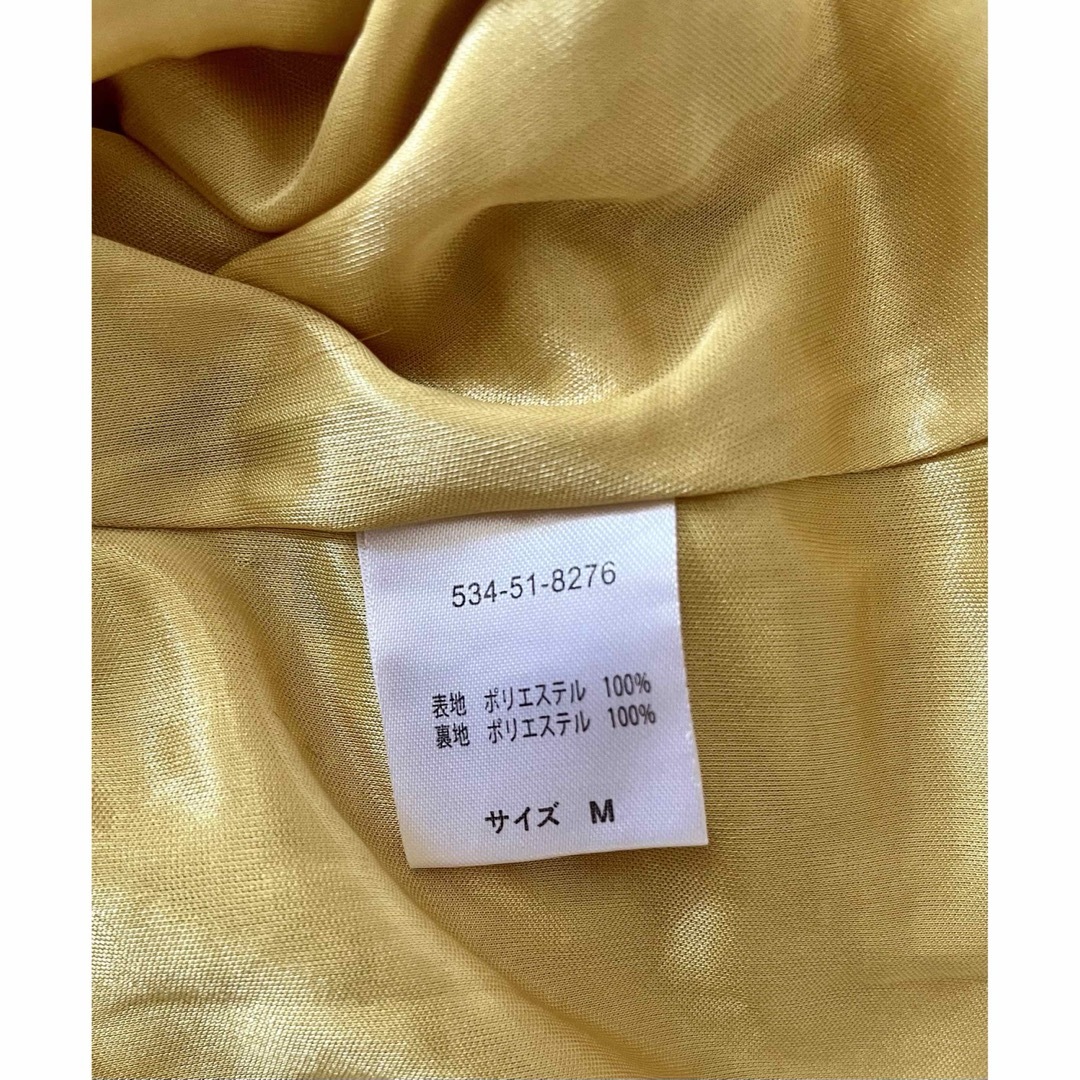 534-51-8276
表地 ポリエステル 100%
裏地 ポリエステル 100%
サイズ M